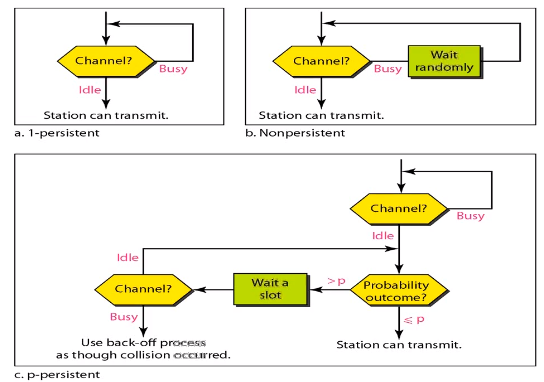 Channel?
Busy
Idle
Station can transmit.
a. 1-persistent
Channel?
Busy
Wait
randomly
Idle
Station can transmit.
b. Nonpersistent
Channel?
Busy
Idle
Idle
Channel?
Wait a
slot
>p
Probability
outcome?
Busy
⩽ p
Use back-off process
as though collision occurred.
Station can transmit.
c. p-persistent